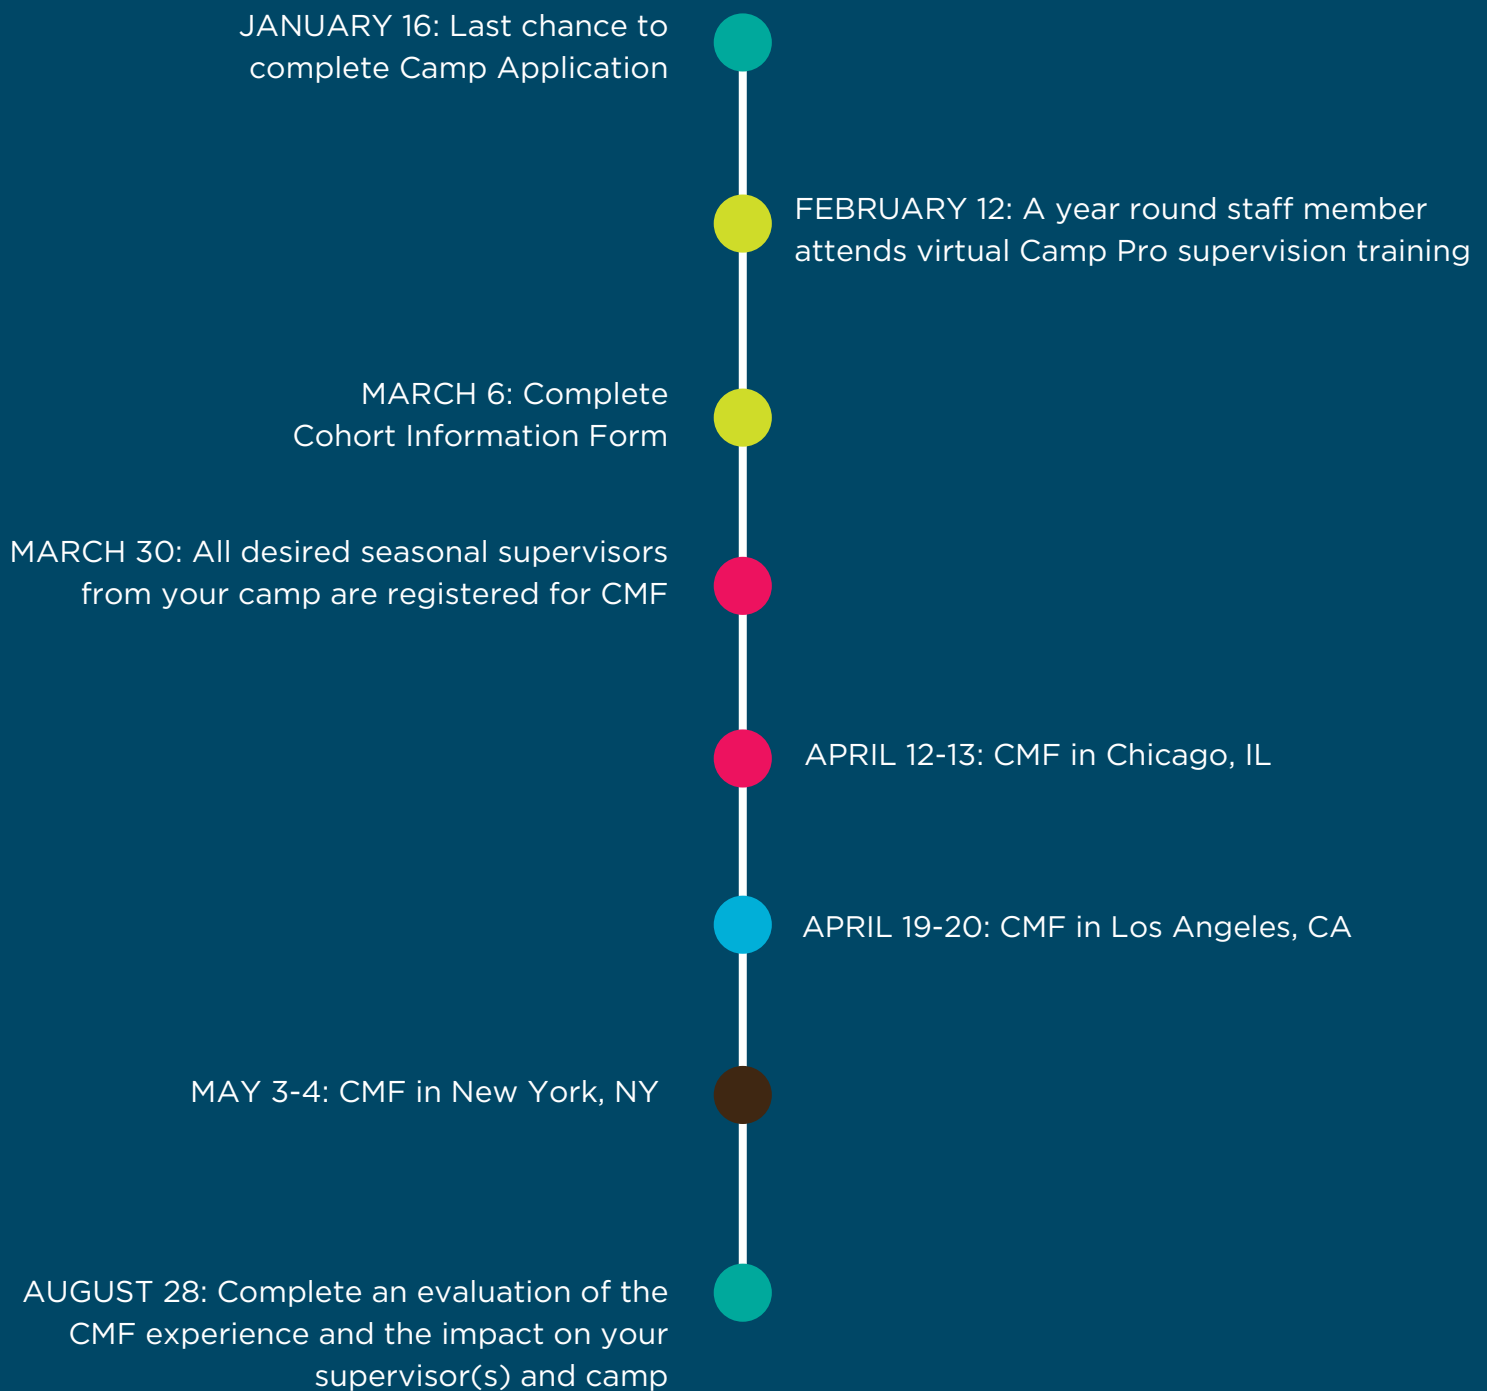 JANUARY 16: Last chance to
complete Camp Application
FEBRUARY 12: A year round staff member
attends virtual Camp Pro supervision training
MARCH 6: Complete
Cohort Information Form
MARCH 30: All desired seasonal supervisors
from your camp are registered for CMF
APRIL 12-13: CMF in Chicago, IL
APRIL 19-20: CMF in Los Angeles, CA
MAY 3-4: CMF in New York, NY
AUGUST 28: Complete an evaluation of the
CMF experience and the impact on your
supervisor(s) and camp